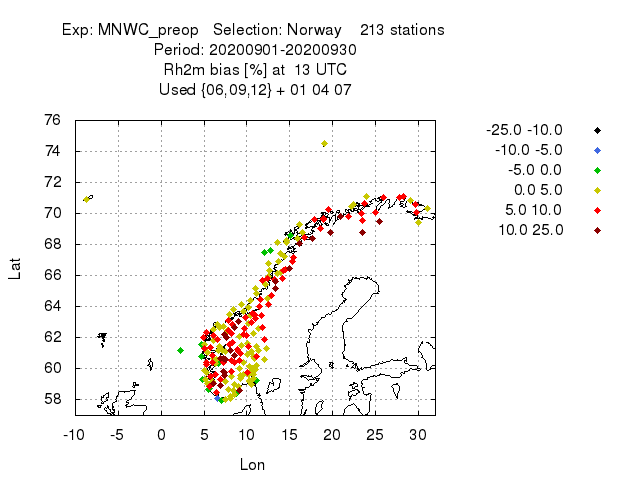 Exp: MNWC_preop   Selection: Norway    213 stations
Period: 20200901-20200930
Rh2m bias [%] at  13 UTC
Used {06,09,12} + 01 04 07
76
74
72
70
68
66
64
62
60
58
Lat
-10 -5 0 5 10 15 20 25 30
Lon
-25.0 -10.0
-10.0 -5.0
-5.0 0.0
0.0 5.0
5.0 10.0
10.0 25.0